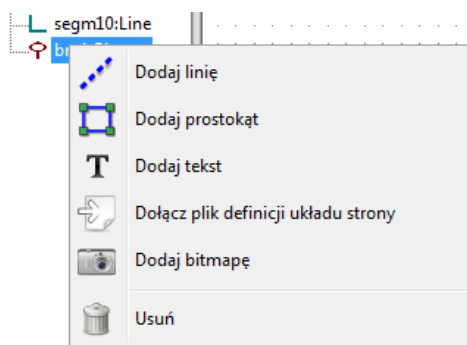 segm10:Line
Dodaj linię
Dodaj prostokąt
T Dodaj tekst
Dołącz plik definicji układu strony
Dodaj bitmapę
Usuń